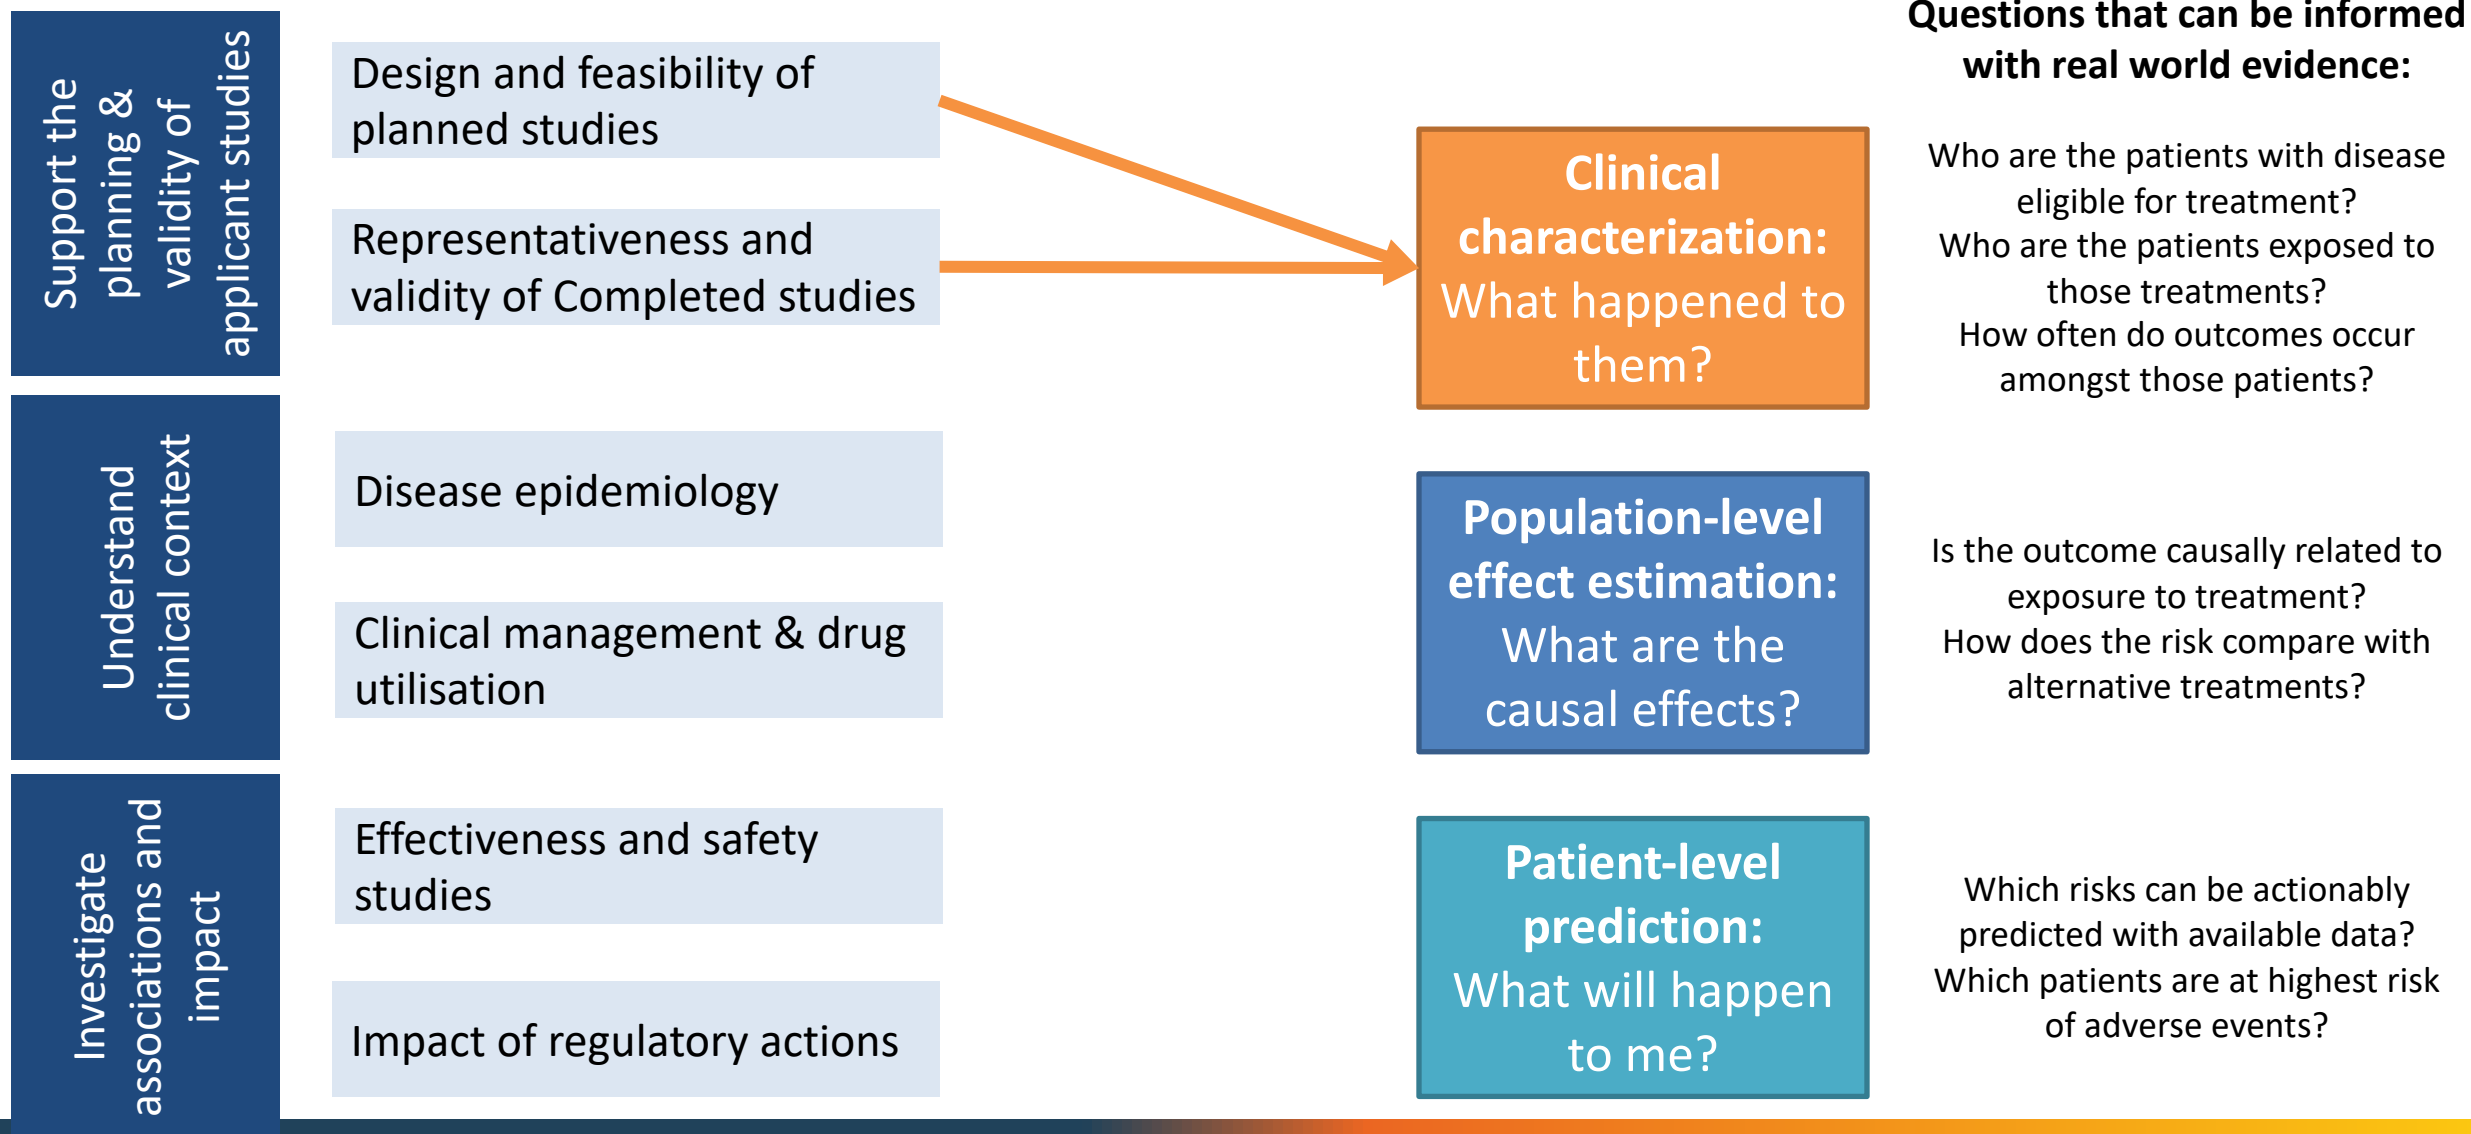 Support the
planning &
validity of
applicant studies
Design and feasibility of
planned studies
Representativeness and
validity of Completed studies
Understand
clinical context
Disease epidemiology
Clinical management & drug
utilisation
Investigate
associations and
impact
Effectiveness and safety
studies
Impact of regulatory actions
Clinical
characterization:
What happened to
them?
Population-level
effect estimation:
What are the
causal effects?
Patient-level
prediction:
What will happen
to me?
Questions that can be informed
with real world evidence:
Who are the patients with disease
eligible for treatment?
Who are the patients exposed to
those treatments?
How often do outcomes occur
amongst those patients?
Is the outcome causally related to
exposure to treatment?
How does the risk compare with
alternative treatments?
Which risks can be actionably
predicted with available data?
Which patients are at highest risk
of adverse events?